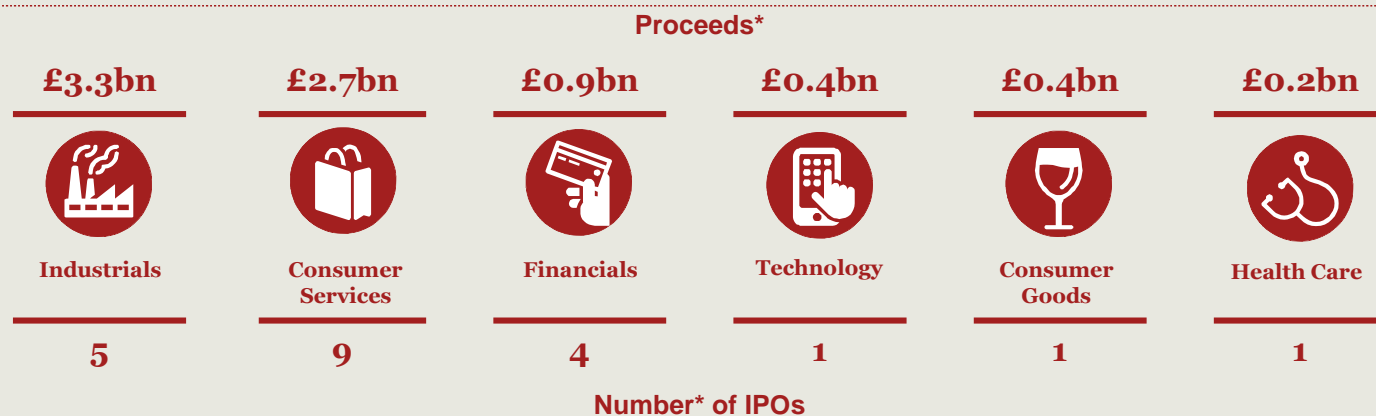 Proceeds*
£3.3bn £2.7bn £0.9bn £0.4bn £0.4bn £0.2bn
Industrials
Consumer
Services
Financials
Technology
Consumer
Goods
Health Care
5 9 4 1 1 1
Number* of IPOs